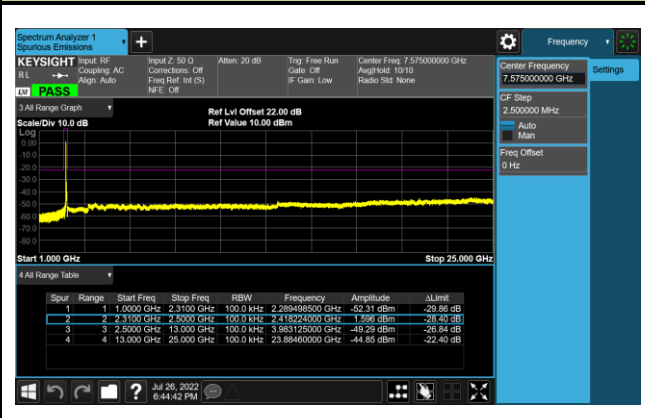 Spectrum Analyzer 1
Spurious Emissions
Frequency
KEYSIGHT
RL
LXI
PASS
Input: RF
Coupling: AC
Align: Auto
Input Z: 50 Ω
Corrections: Off
Freq Ref: Int (S)
NFE: Off
Atten: 20 dB
Trig: Free Run
Gate: Off
IF Gain: Low
Center Freq: 7.575000000 GHz
Avg|Hold: 10/10
Radio Std: None
Center Frequency
7.575000000 GHz
Settings
CF Step
2.500000 MHz
Auto
Man
Freq Offset
0 Hz
3 All Range Graph
Scale/Div 10.0 dB
Ref Lvl Offset 22.00 dB
Ref Value 10.00 dBm
Log
0.00
-10.0
-20.0
-30.0
-40.0
-50.0
-60.0
-70.0
-80.0
Start 1.000 GHz
Stop 25.000 GHz
4 All Range Table
Spur Range Start Freq Stop Freq RBW Frequency Amplitude ΔLimit
1 1 1.0000 GHz 2.3100 GHz 100.0 kHz 2.289498500 GHz -52.31 dBm -29.86 dB
2 2 2.3100 GHz 2.5000 GHz 100.0 kHz 2.418224000 GHz 1.596 dBm -28.40 dB
3 3 2.5000 GHz 13.000 GHz 100.0 kHz 3.983125000 GHz -49.29 dBm -26.84 dB
4 4 13.000 GHz 25.000 GHz 100.0 kHz 23.88460000 GHz -44.85 dBm -22.40 dB
Jul 26, 2022
6:44:42 PM